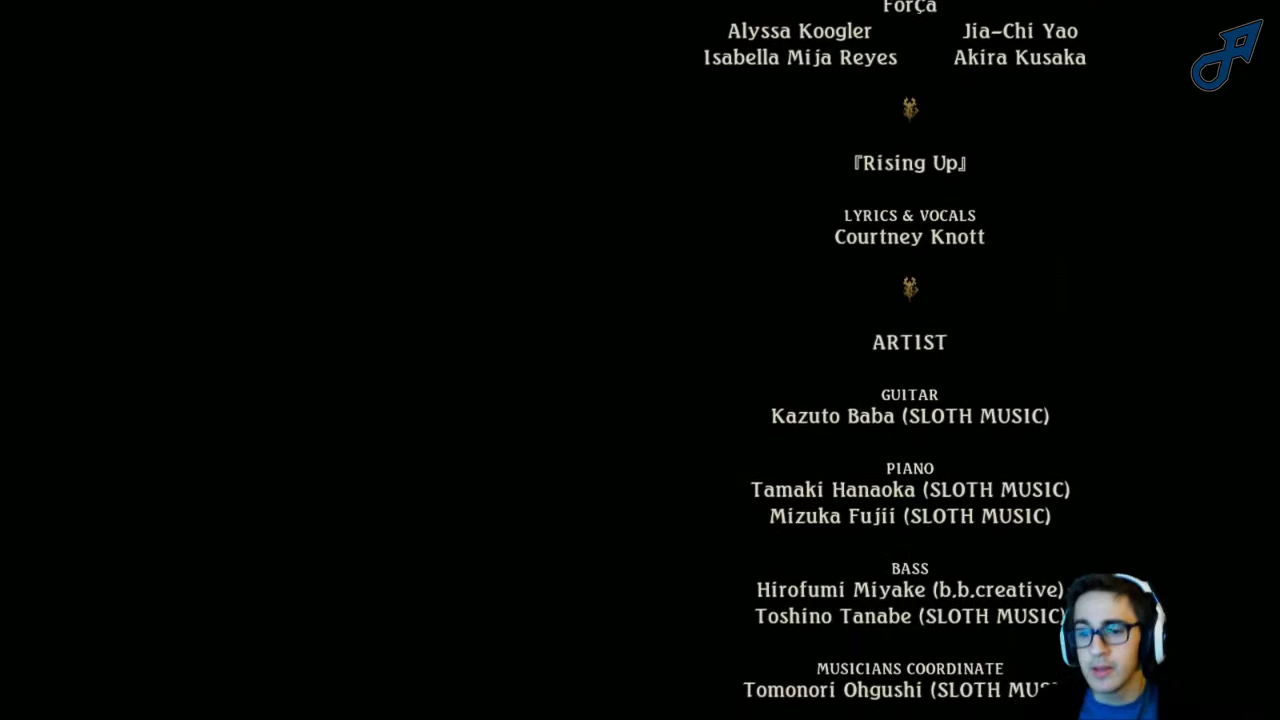 Força
Alyssa Koogler Jia-Chi Yao
Isabella Mija Reyes Akira Kusaka
『Rising Up』
LYRICS & VOCALS
Courtney Knott
ARTIST
GUITAR
Kazuto Baba (SLOTH MUSIC)
PIANO
Tamaki Hanaoka (SLOTH MUSIC)
Mizuka Fujii (SLOTH MUSIC)
BASS
Hirofumi Miyake (b.b.creative)
Toshino Tanabe (SLOTH MUSIC)
MUSICIANS COORDINATE
Tomonori Ohgushi (SLOTH